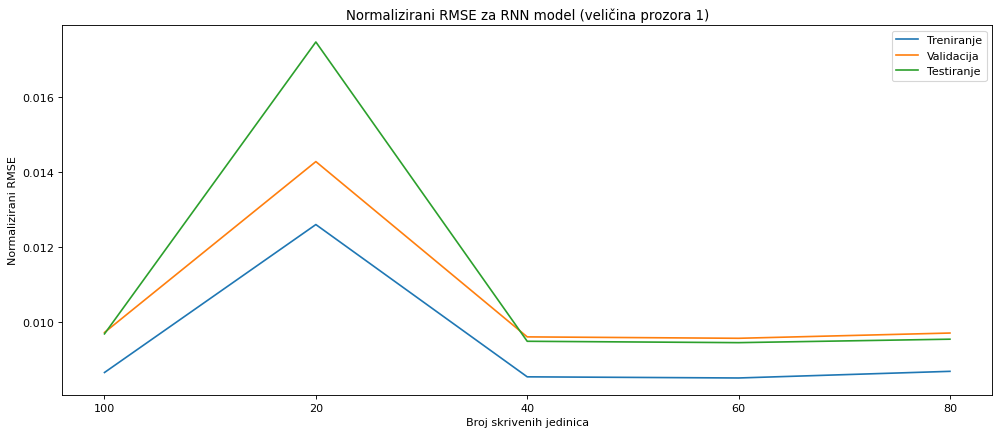 Normalizirani RMSE za RNN model (veličina prozora 1)
Treniranje
Validacija
Testiranje
Normalizirani RMSE
0.016
0.014
0.012
0.010
100 20 40 60 80
Broj skrivenih jedinica